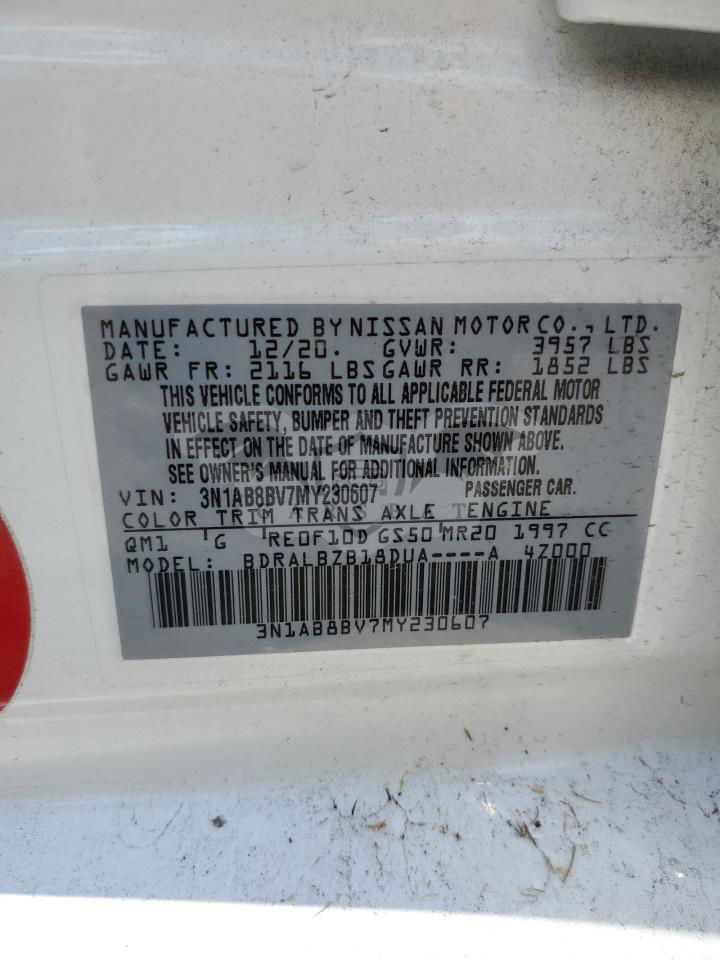 MANUFACTURED BY NISSAN MOTOR CO., LTD.
DATE: 12/20. GVWR: 3957 LBS
GAWR FR: 2116 LBS GAWR RR: 1852 LBS
THIS VEHICLE CONFORMS TO ALL APPLICABLE FEDERAL MOTOR
VEHICLE SAFETY, BUMPER AND THEFT PREVENTION STANDARDS
IN EFFECT ON THE DATE OF MANUFACTURE SHOWN ABOVE.
SEE OWNER'S MANUAL FOR ADDITIONAL INFORMATION
VIN: 3N1AB8BV7MY230607 PASSENGER CAR.
COLOR TRIM TRANS AXLE TENGINE
QM1 G RE0F10D GS50 MR20 1997 CC
MODEL: BDRALBZB18DUA----A 4Z000
3N1AB8BV7MY230607